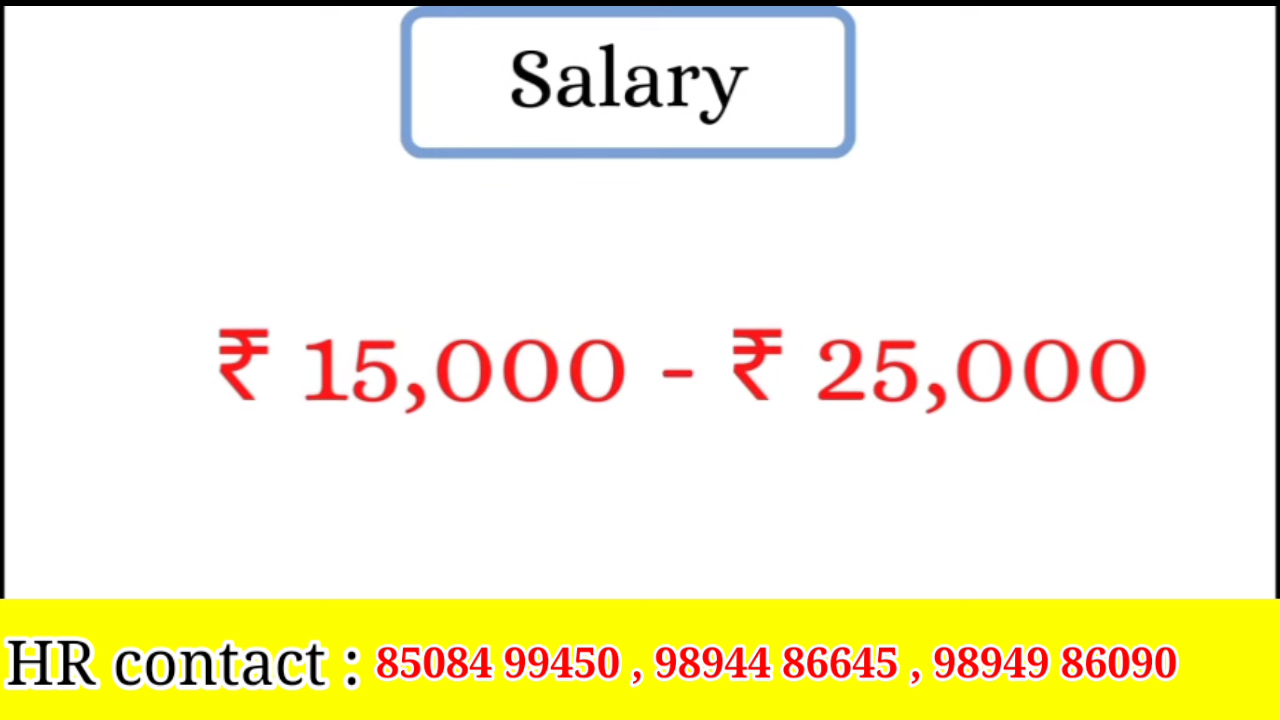 Salary
₹ 15,000 - ₹ 25,000
HR contact : 85084 99450 , 98944 86645 , 98949 86090